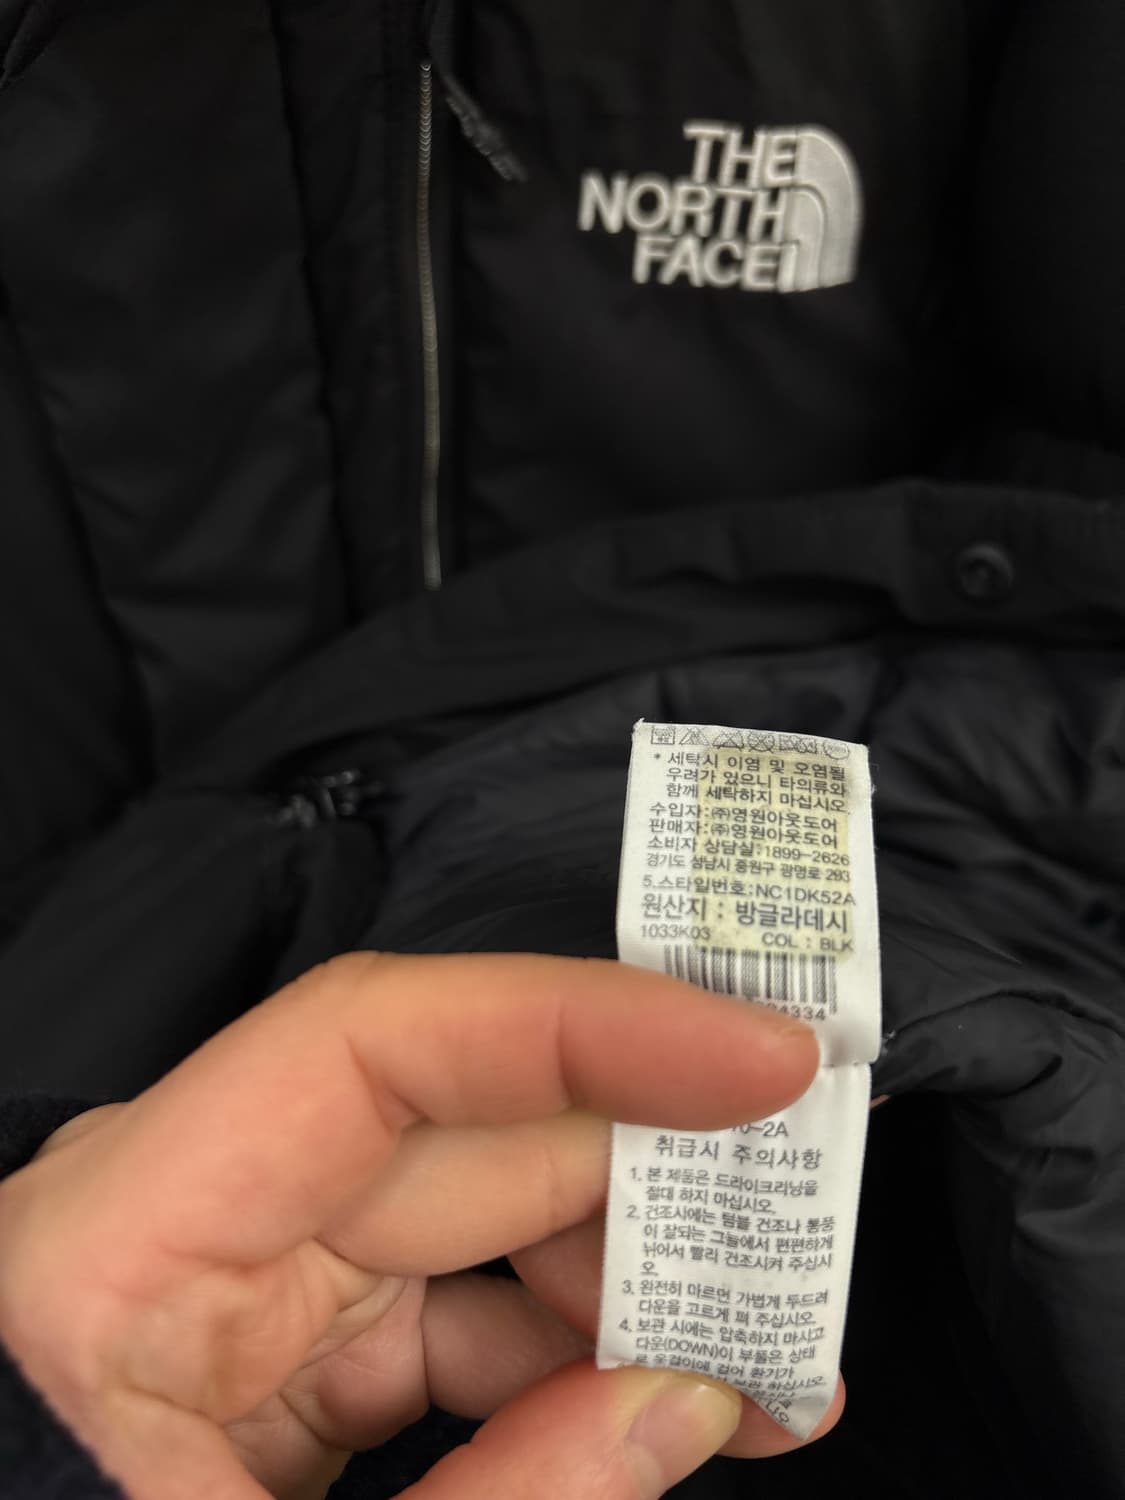 THE
NORTH
FACE
* 세탁시 이염 및 오염될
우려가 있으니 타의류와
함께 세탁하지 마십시오.
수입자:㈜영원아웃도어
판매자:㈜영원아웃도어
소비자 상담실:1899-2626
경기도 성남시 중원구 광명로 293
5.스타일번호:NC1DK52A
원산지 : 방글라데시
1033K03 COL : BLK
4334
70-2A
취급시 주의사항
1. 본 제품은 드라이크리닝을
절대 하지 마십시오.
2. 건조시에는 텀블 건조나 통풍
이 잘되는 그늘에서 편편하게
뉘어서 빨리 건조시켜 주십시
오.
3. 완전히 마르면 가볍게 두드려
다운을 고르게 펴 주십시오.
4. 보관 시에는 압축하지 마시고
다운(DOWN)이 부풀은 상태
로 옷걸이에 걸어 환기가
보관 하십시오